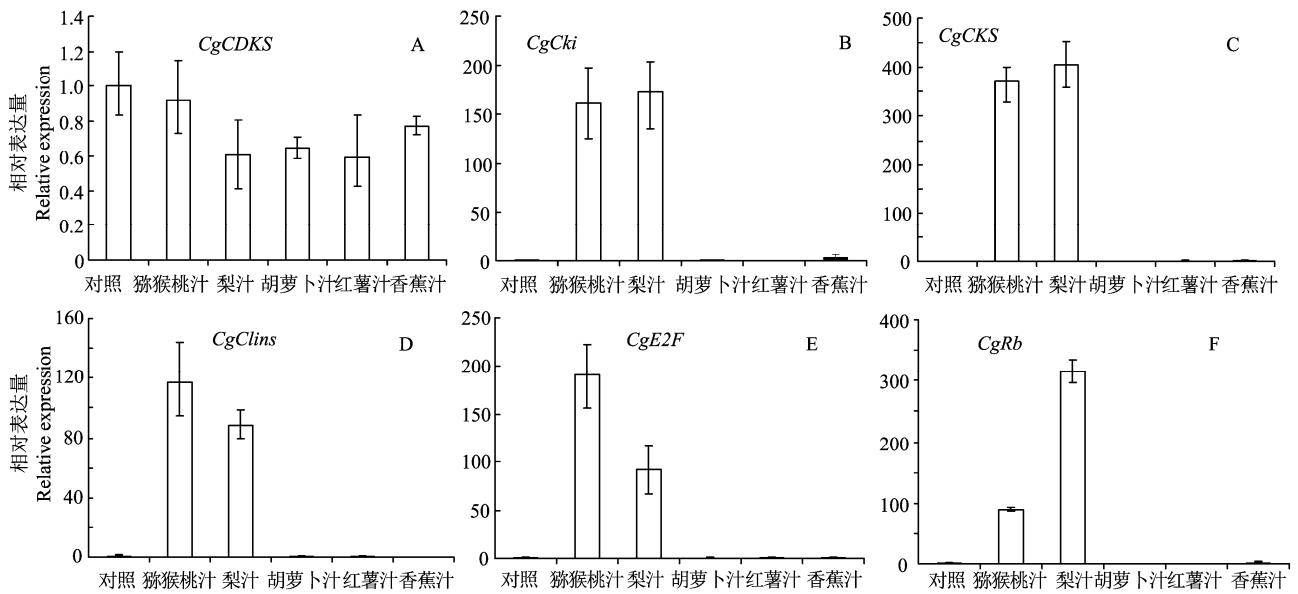 相对表达量
Relative expression
1.4
1.2
1.0
0.8
0.6
0.4
0.2
0
CgCDKS
A
对照 猕猴桃汁 梨汁 胡萝卜汁 红薯汁 香蕉汁
250
200
150
100
50
0
CgCki
B
对照 猕猴桃汁 梨汁 胡萝卜汁 红薯汁 香蕉汁
500
400
300
200
100
0
CgCKS
C
对照 猕猴桃汁 梨汁 胡萝卜汁 红薯汁 香蕉汁
相对表达量
Relative expression
160
120
80
40
0
CgClins
D
对照 猕猴桃汁 梨汁 胡萝卜汁 红薯汁 香蕉汁
250
200
150
100
50
0
CgE2F
E
对照 猕猴桃汁 梨汁 胡萝卜汁 红薯汁 香蕉汁
400
300
200
100
0
CgRb
F
对照 猕猴桃汁 梨汁 胡萝卜汁 红薯汁 香蕉汁